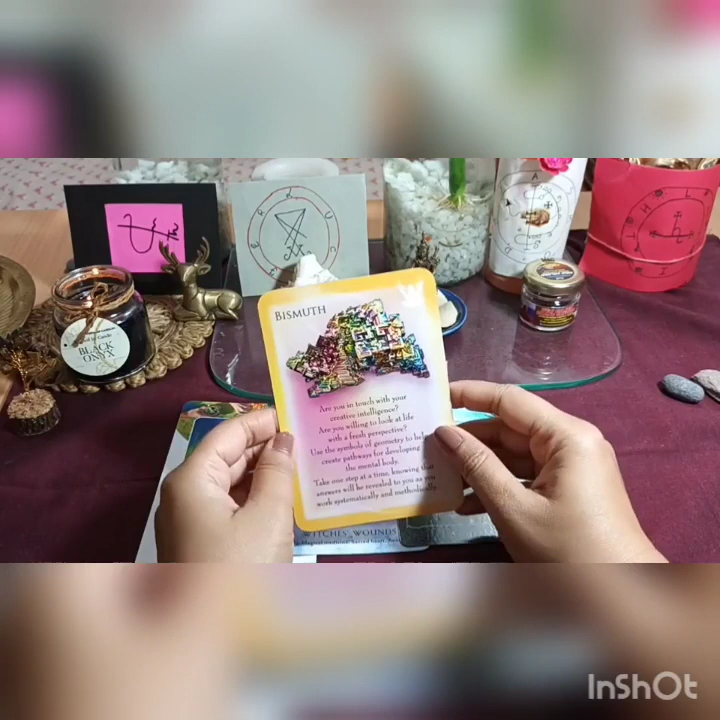 BISMUTH
Are you in touch with your
creative intelligence?
Are you willing to look at life
with a fresh perspective?
Use the symbols of geometry to help
create pathways for developing
the mental body.
Take one step at a time, knowing that
answers will be revealed to you as you
work systematically and methodically.
BLACK
ONYX
WITCHES' WOUNDS
InShOt